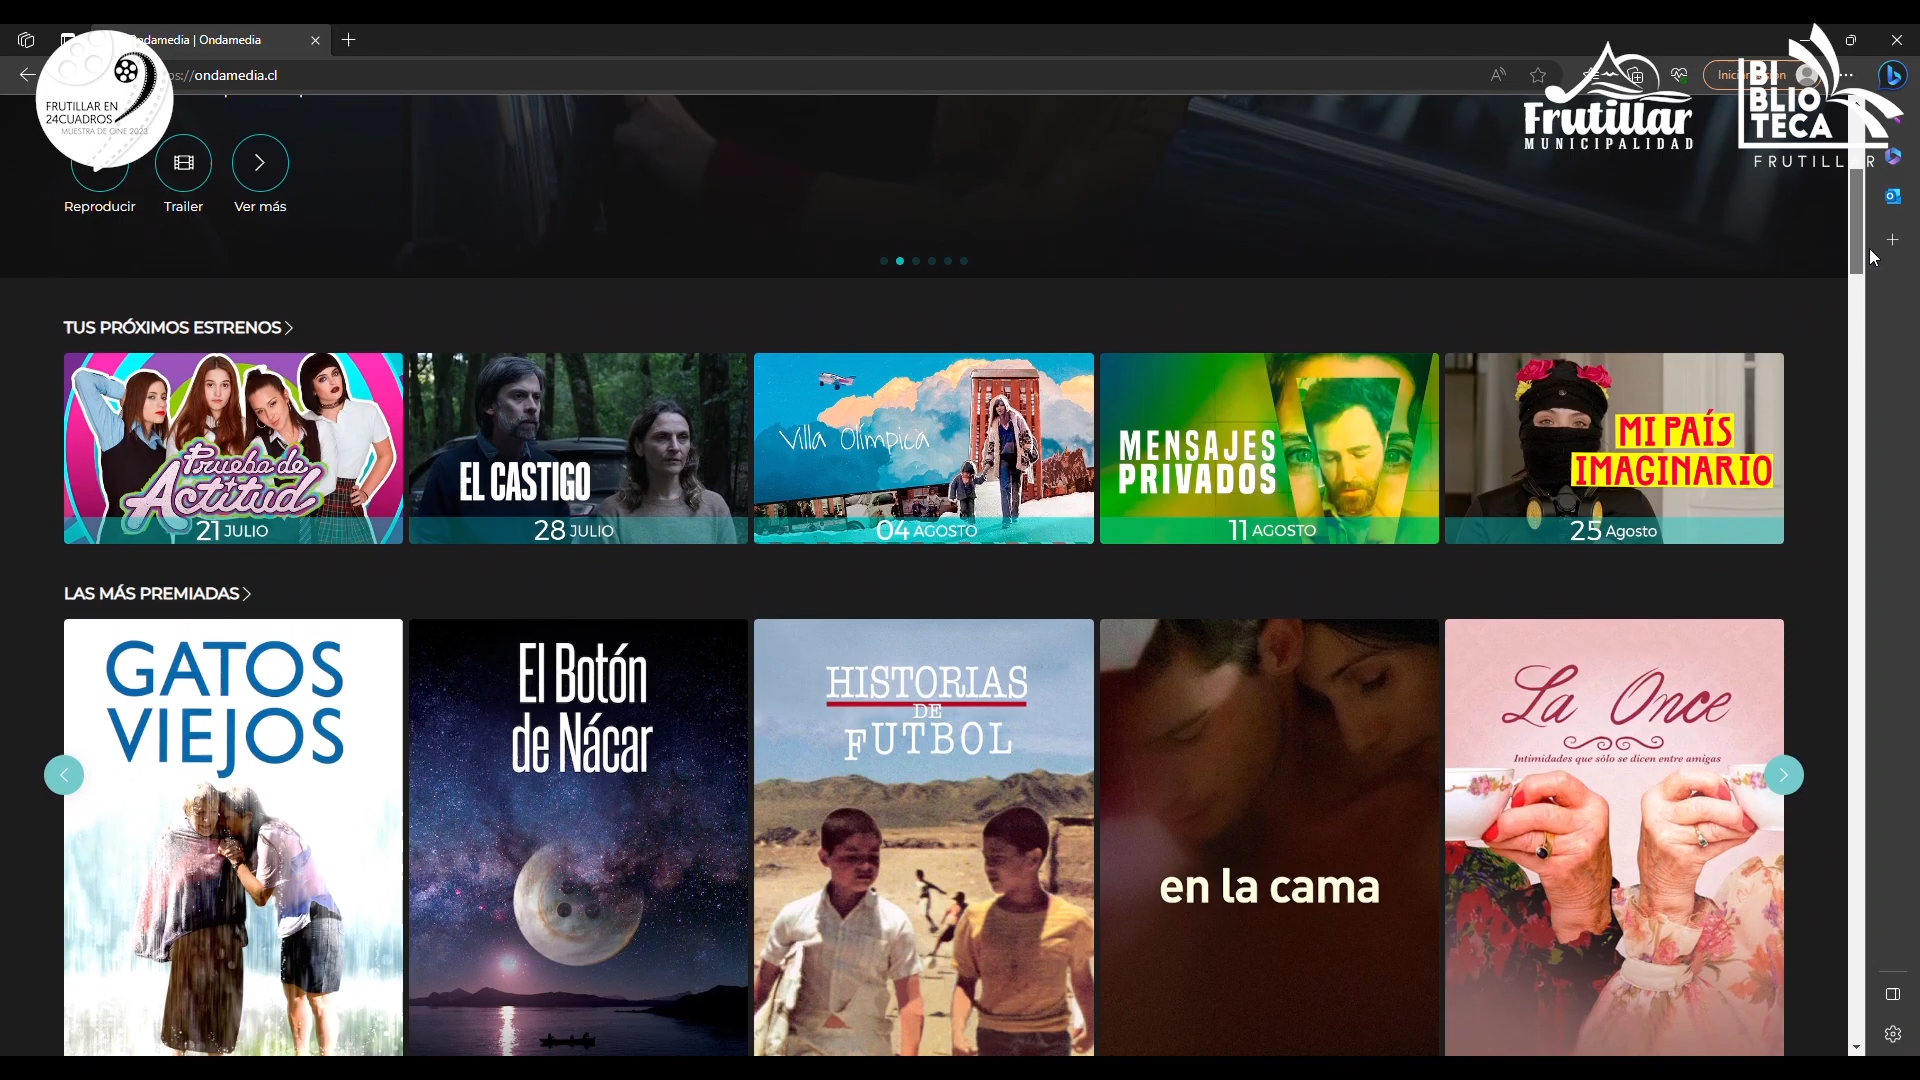 ndamedia | Ondamedia
ps://ondamedia.cl
FRUTILLAR EN
24CUADROS
MUESTRA DE CINE 2023
Frutillar
MUNICIPALIDAD
BI
BLIO
TECA
FRUTILLAR
Reproducir
Trailer
Ver más
TUS PRÓXIMOS ESTRENOS
Prueba de
Actitud
21 JULIO
EL CASTIGO
28 JULIO
Villa Olímpica
04 AGOSTO
MENSAJES
PRIVADOS
11 AGOSTO
MI PAÍS
IMAGINARIO
25 Agosto
LAS MÁS PREMIADAS
GATOS
VIEJOS
El Botón
de Nácar
HISTORIAS
DE
FUTBOL
en la cama
La Once
Intimidades que sólo se dicen entre amigas